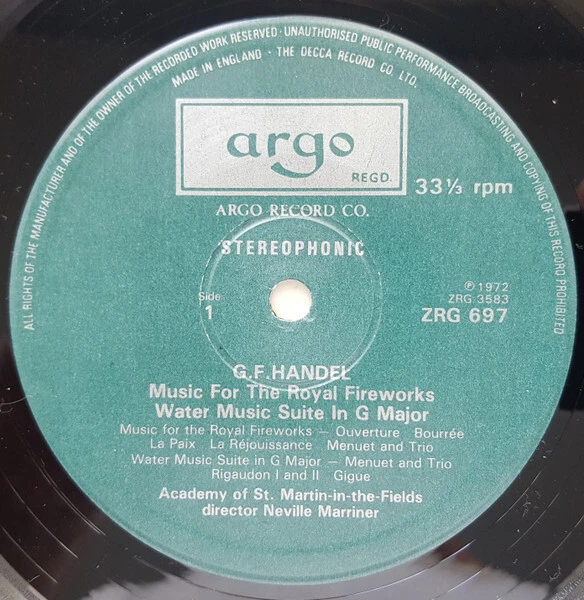 ALL RIGHTS OF THE MANUFACTURER AND OF THE OWNER OF THE RECORDED WORK RESERVED · UNAUTHORISED PUBLIC PERFORMANCE BROADCASTING AND COPYING OF THIS RECORD PROHIBITED
MADE IN ENGLAND · THE DECCA RECORD CO. LTD.
argo
REGD.
33⅓ rpm
ARGO RECORD CO.
STEREOPHONIC
Side
1
℗ 1972
ZRG 3583
ZRG 697
G.F.HANDEL
Music For The Royal Fireworks
Water Music Suite In G Major
Music for the Royal Fireworks — Ouverture Bourrée
La Paix La Réjouissance Menuet and Trio
Water Music Suite in G Major — Menuet and Trio
Rigaudon I and II Gigue
Academy of St. Martin-in-the-Fields
director Neville Marriner